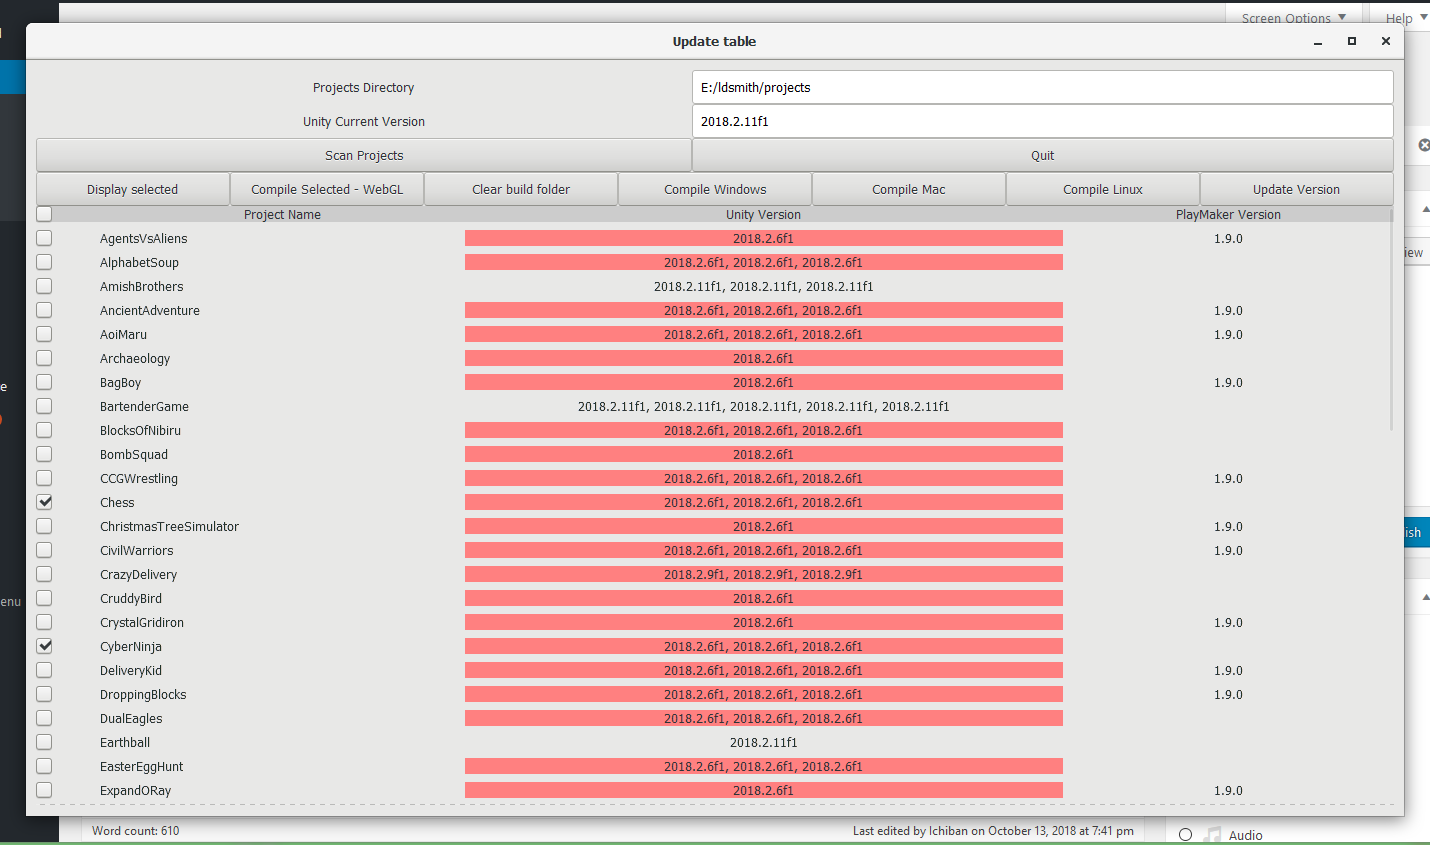 Screen Options Help
Update table
Projects Directory E:/ldsmith/projects
Unity Current Version 2018.2.11f1
Scan Projects Quit
Display selected Compile Selected - WebGL Clear build folder Compile Windows Compile Mac Compile Linux Update Version
Project Name Unity Version PlayMaker Version
AgentsVsAliens 2018.2.6f1 1.9.0
AlphabetSoup 2018.2.6f1, 2018.2.6f1, 2018.2.6f1
AmishBrothers 2018.2.11f1, 2018.2.11f1, 2018.2.11f1
AncientAdventure 2018.2.6f1, 2018.2.6f1, 2018.2.6f1 1.9.0
AoiMaru 2018.2.6f1, 2018.2.6f1, 2018.2.6f1 1.9.0
Archaeology 2018.2.6f1
BagBoy 2018.2.6f1 1.9.0
BartenderGame 2018.2.11f1, 2018.2.11f1, 2018.2.11f1, 2018.2.11f1, 2018.2.11f1
BlocksOfNibiru 2018.2.6f1, 2018.2.6f1, 2018.2.6f1
BombSquad 2018.2.6f1
CCGWrestling 2018.2.6f1, 2018.2.6f1, 2018.2.6f1 1.9.0
Chess 2018.2.6f1, 2018.2.6f1, 2018.2.6f1
ChristmasTreeSimulator 2018.2.6f1 1.9.0
CivilWarriors 2018.2.6f1, 2018.2.6f1, 2018.2.6f1 1.9.0
CrazyDelivery 2018.2.9f1, 2018.2.9f1, 2018.2.9f1
CruddyBird 2018.2.6f1
CrystalGridiron 2018.2.6f1 1.9.0
CyberNinja 2018.2.6f1, 2018.2.6f1, 2018.2.6f1
DeliveryKid 2018.2.6f1, 2018.2.6f1, 2018.2.6f1 1.9.0
DroppingBlocks 2018.2.6f1, 2018.2.6f1, 2018.2.6f1 1.9.0
DualEagles 2018.2.6f1, 2018.2.6f1, 2018.2.6f1
Earthball 2018.2.11f1
EasterEggHunt 2018.2.6f1, 2018.2.6f1, 2018.2.6f1
ExpandORay 2018.2.6f1 1.9.0
Word count: 610 Last edited by Ichiban on October 13, 2018 at 7:41 pm
Audio